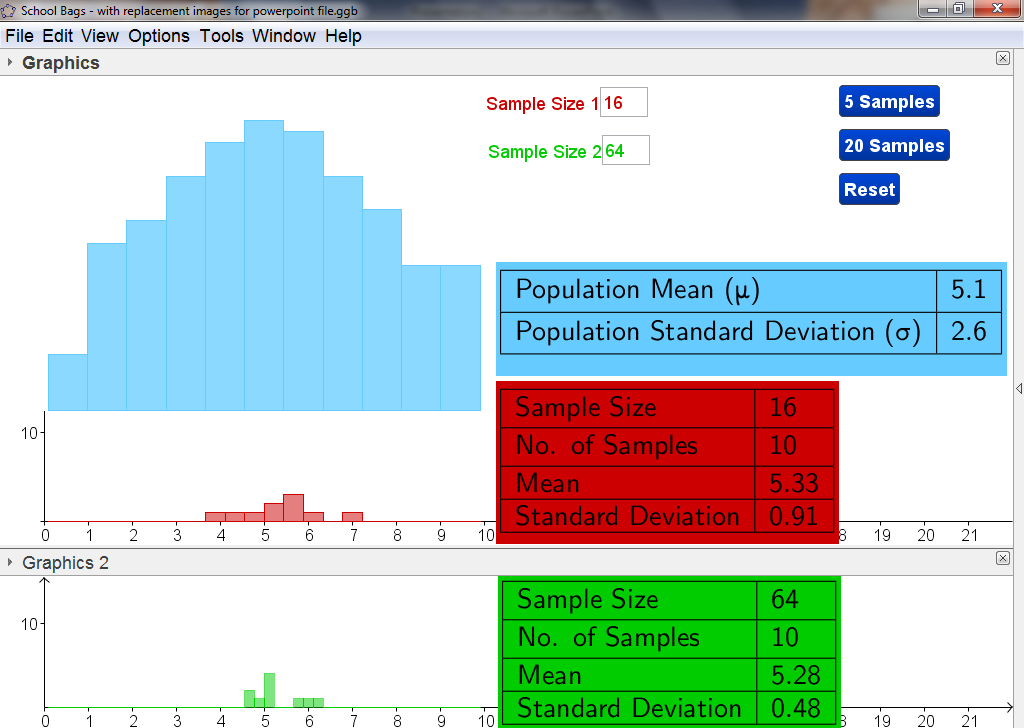 School Bags - with replacement images for powerpoint file.ggb
File Edit View Options Tools Window Help
Graphics
Sample Size 1 16
5 Samples
Sample Size 2 64
20 Samples
Reset
Population Mean (μ) 5.1
Population Standard Deviation (σ) 2.6
Sample Size 16
10
No. of Samples 10
Mean 5.33
Standard Deviation 0.91
0 1 2 3 4 5 6 7 8 9 10 8 19 20 21
Graphics 2
Sample Size 64
10
No. of Samples 10
Mean 5.28
Standard Deviation 0.48
0 1 2 3 4 5 6 7 8 9 10 8 19 20 21